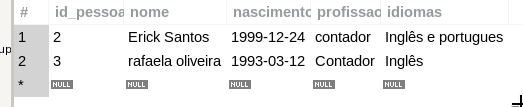 # id_pessoa nome nascimento profissao idiomas
1 2 Erick Santos 1999-12-24 contador Inglês e portugues
up
2 3 rafaela oliveira 1993-03-12 Contador Inglês
* NULL NULL NULL NULL NULL